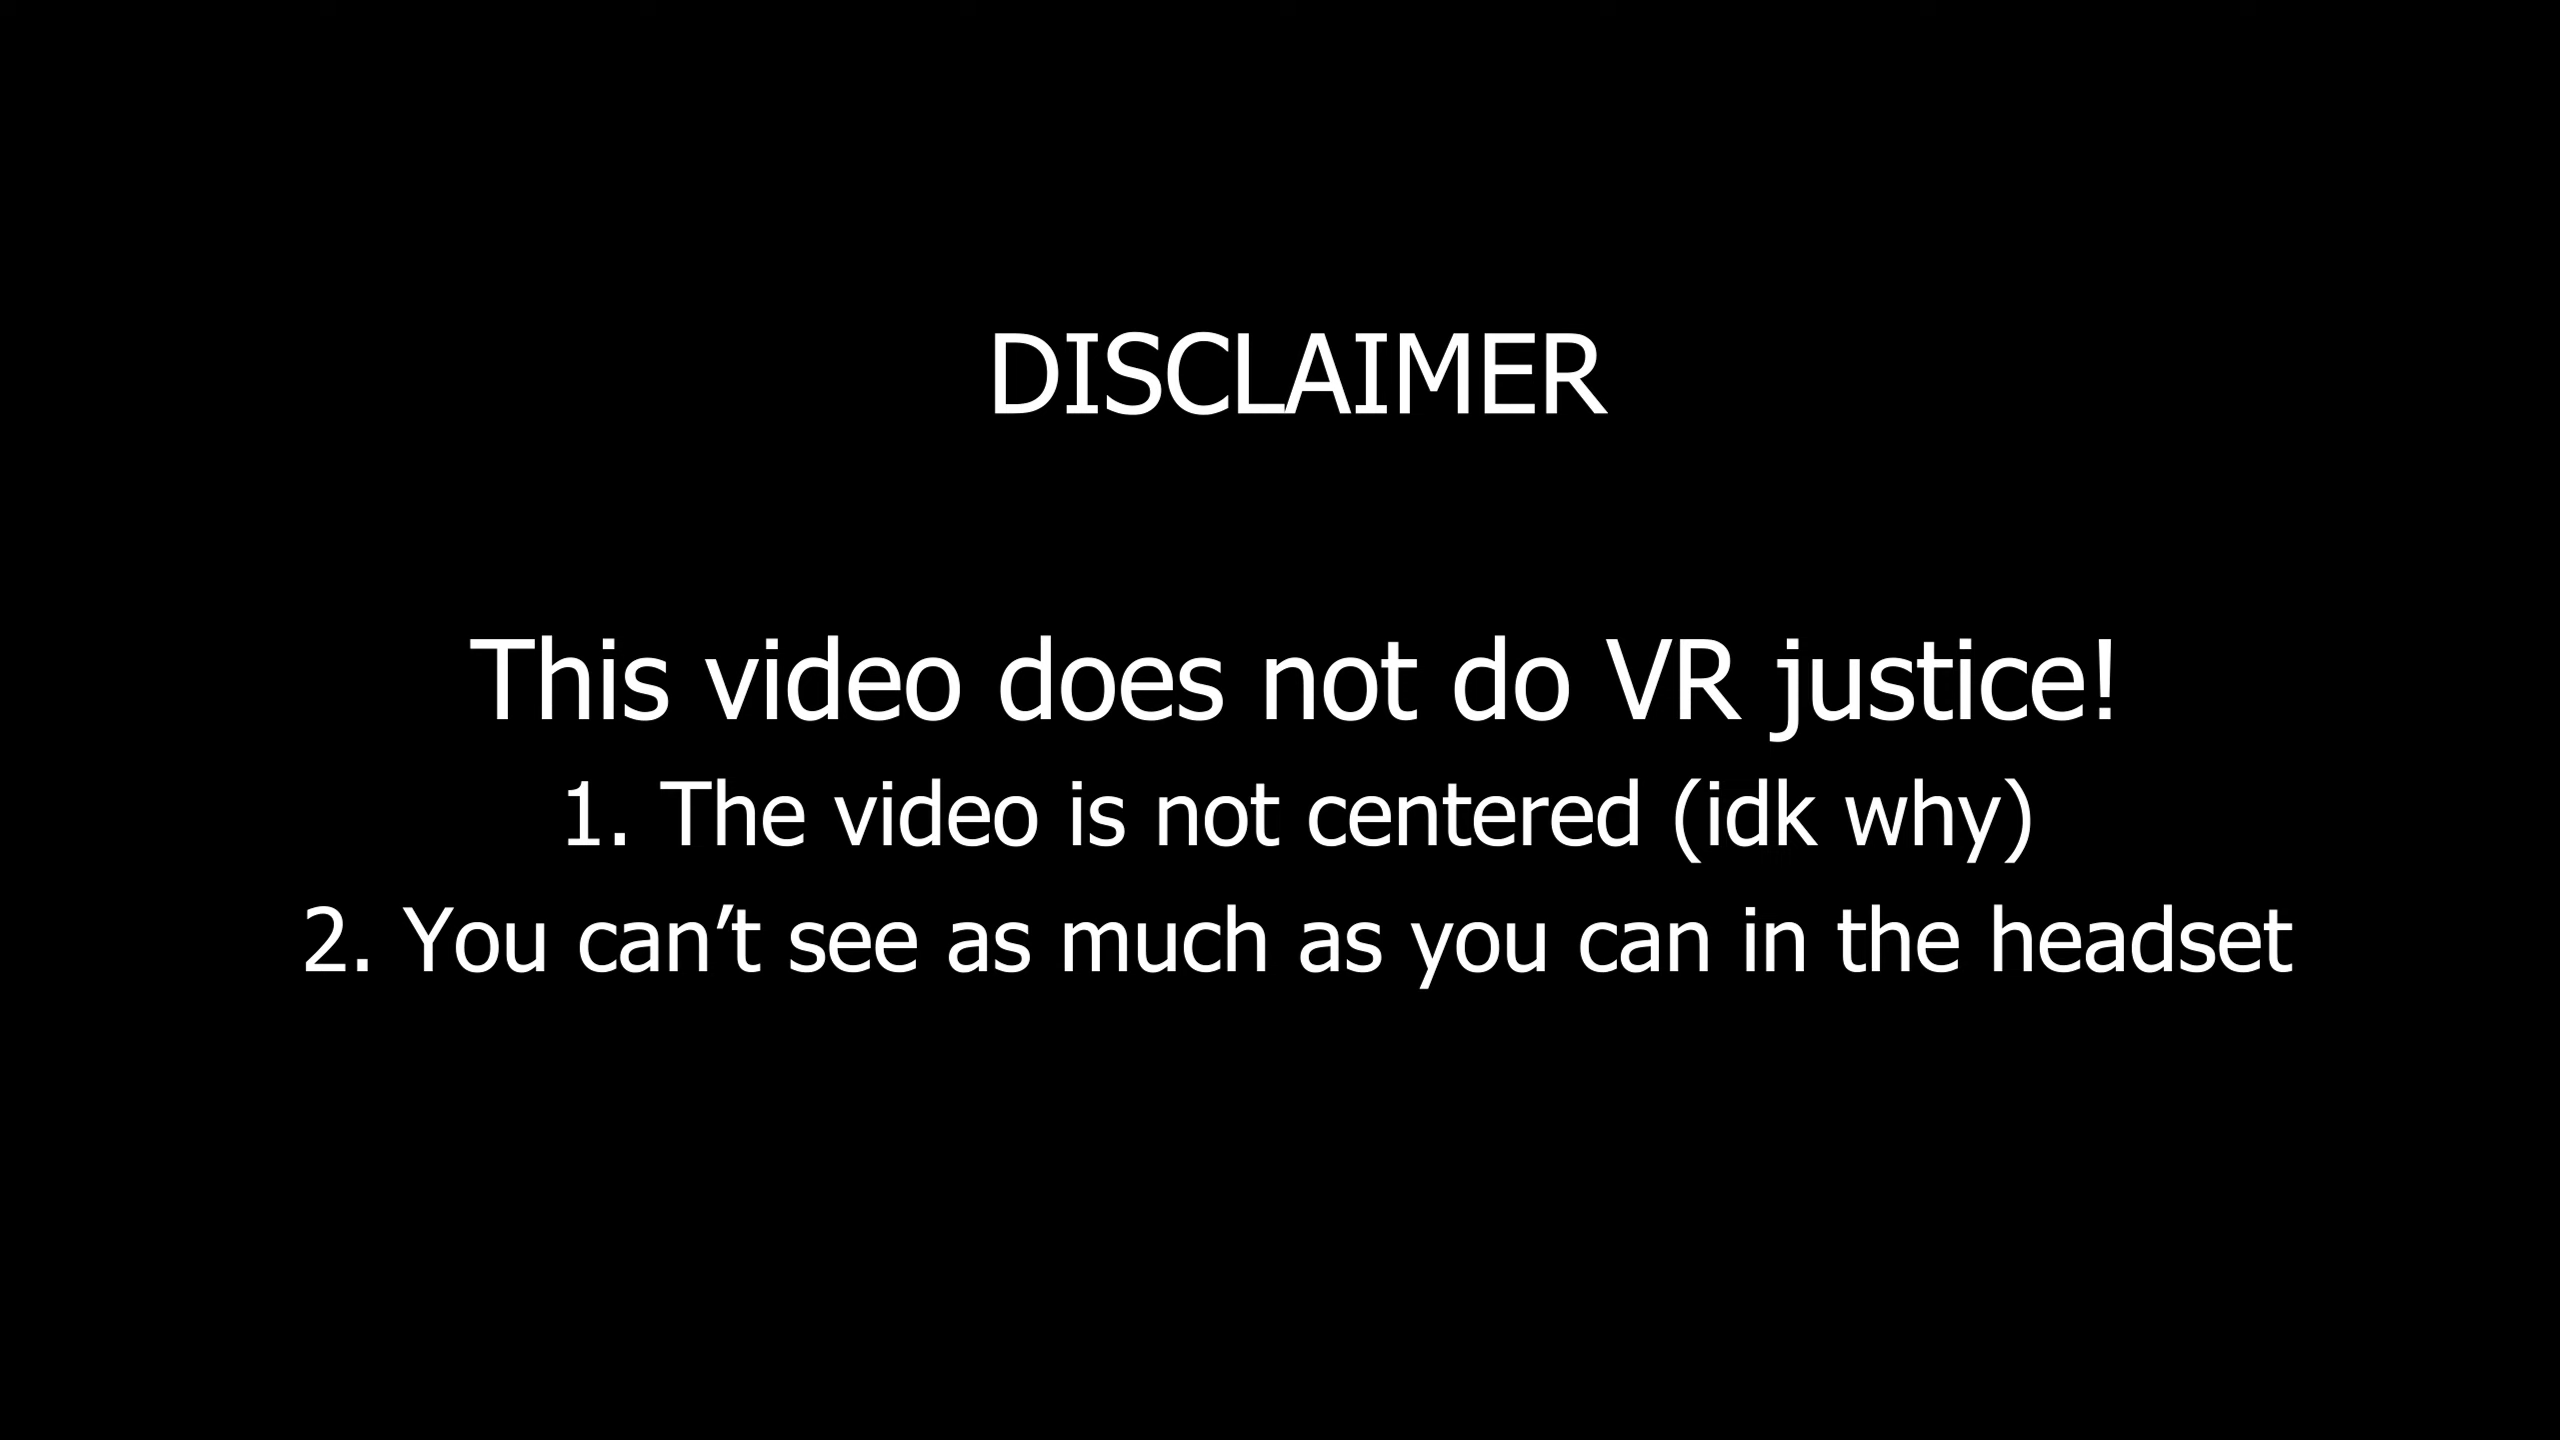 DISCLAIMER
This video does not do VR justice!
1. The video is not centered (idk why)
2. You can’t see as much as you can in the headset